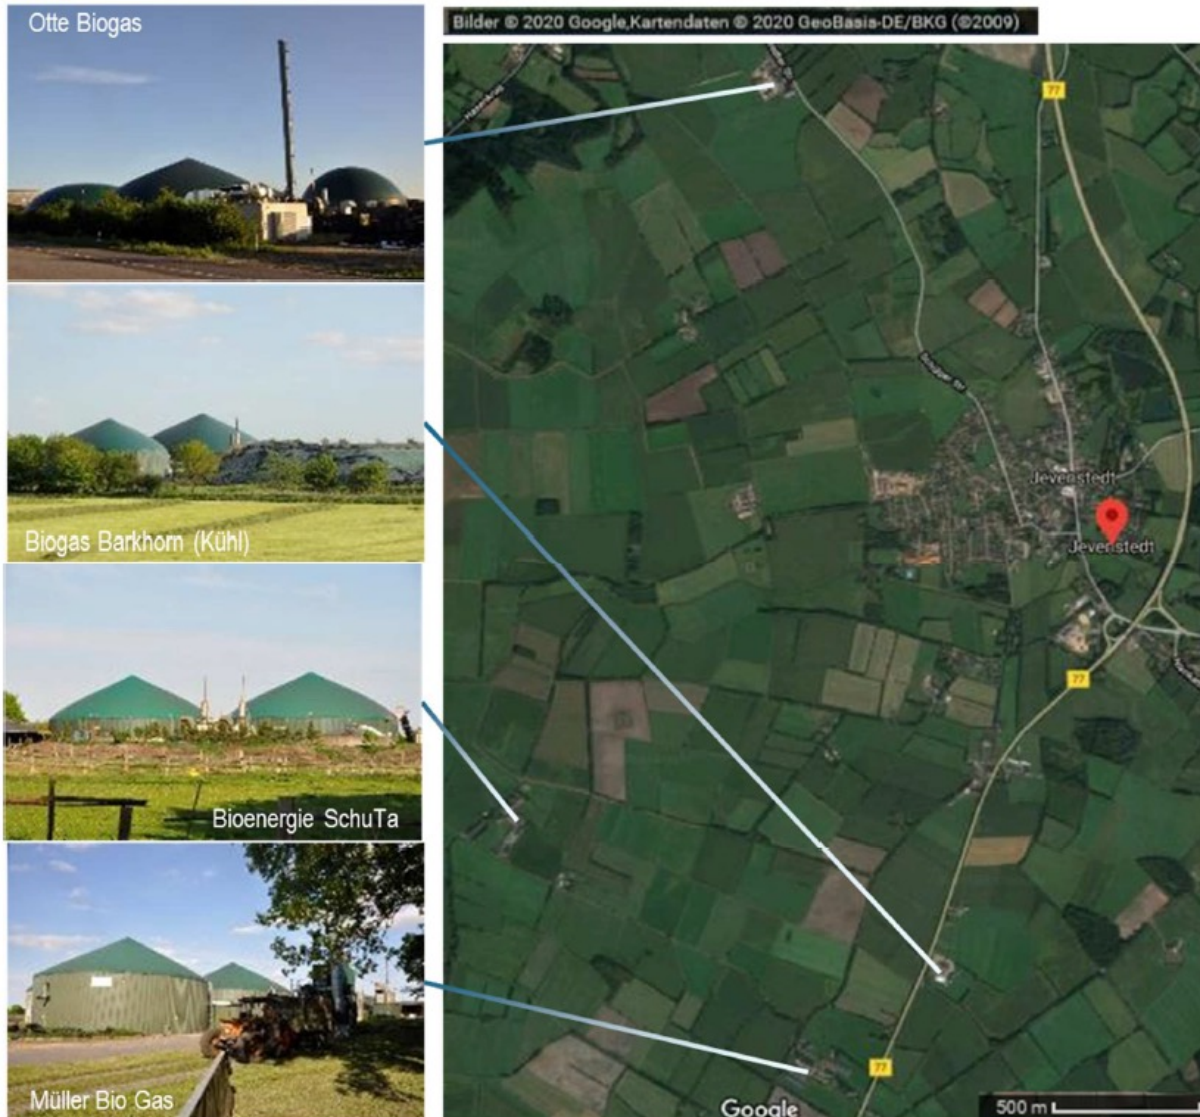 Otte Biogas
Biogas Barkhorn (Kühl)
Bioenergie SchuTa
Müller Bio Gas
Bilder © 2020 Google,Kartendaten © 2020 GeoBasis-DE/BKG (©2009)
77
Jevenstedt
Jevenstedt
77
77
Google
500 m